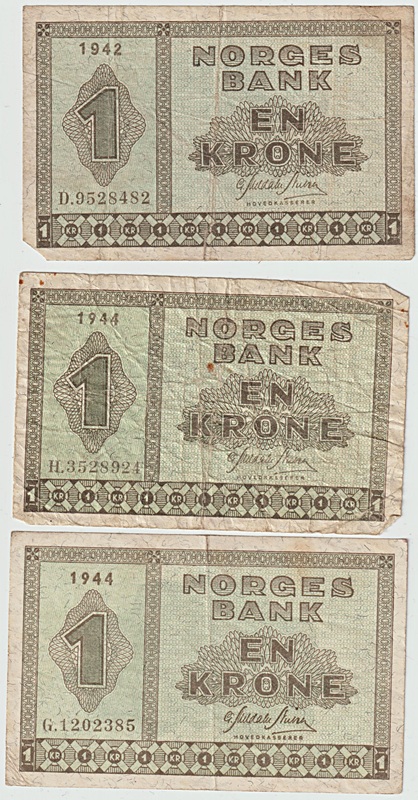 1942
NORGES
BANK
1
EN
KRONE
D.9528482
HOVEDKASSERER
1 KR 1 KR 1 KR 1 KR 1 KR 1 KR 1
1944
NORGES
BANK
1
EN
KRONE
H.3528924
HOVEDKASSERER
1 KR 1 KR 1 KR 1 KR 1 KR 1 KR 1
1944
NORGES
BANK
1
EN
KRONE
G.1202385
HOVEDKASSERER
1 KR 1 KR 1 KR 1 KR 1 KR 1 KR 1